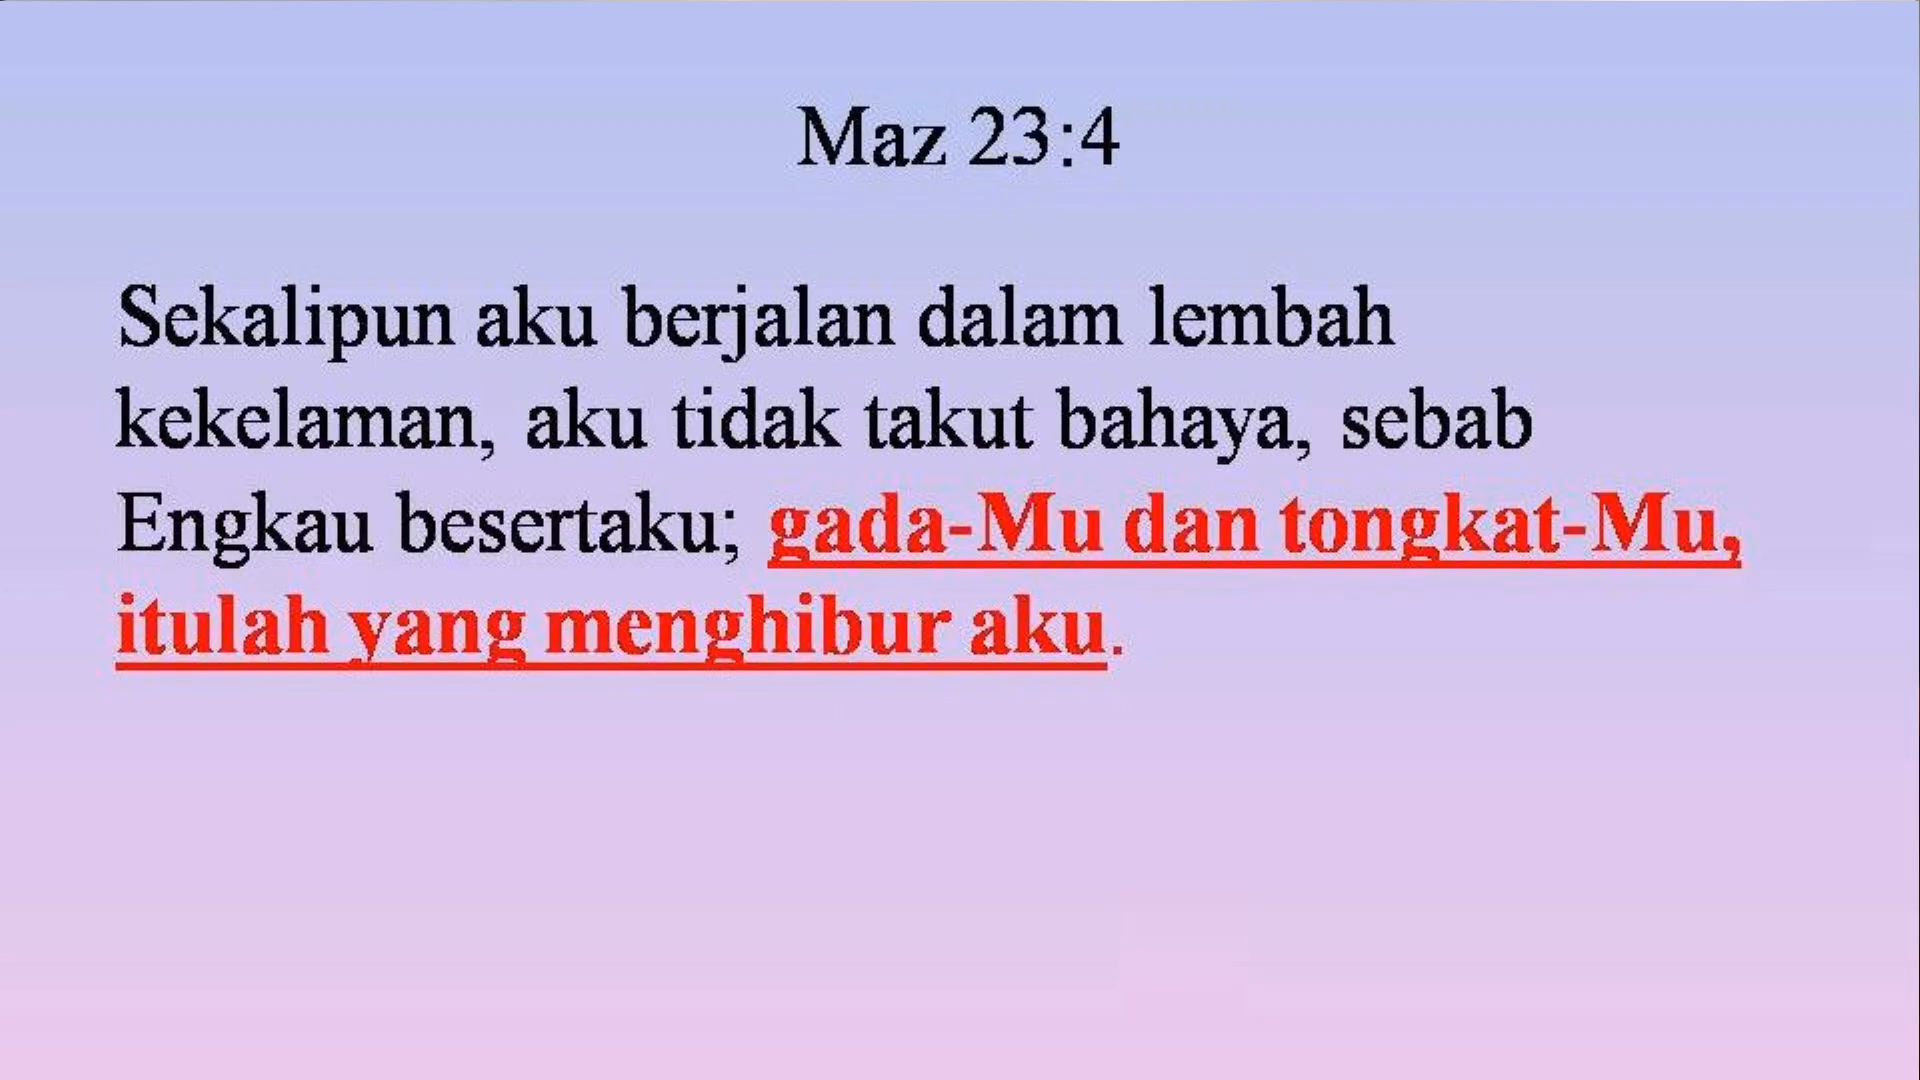 Maz 23:4
Sekalipun aku berjalan dalam lembah
kekelaman, aku tidak takut bahaya, sebab
Engkau besertaku; gada-Mu dan tongkat-Mu,
itulah yang menghibur aku.